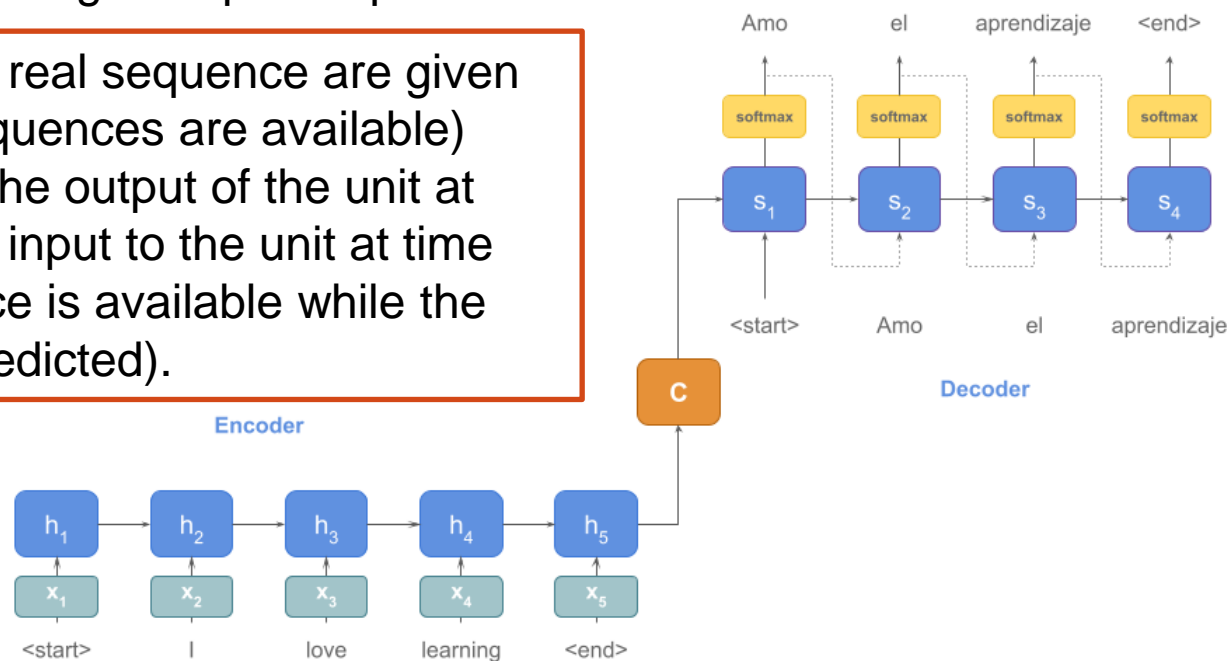 real sequence are given
quences are available)
he output of the unit at
input to the unit at time
ce is available while the
edicted).
Amo el aprendizaje <end>
softmax softmax softmax softmax
s1 s2 s3 s4
<start> Amo el aprendizaje
C
Decoder
Encoder
h1 h2 h3 h4 h5
x1 x2 x3 x4 x5
<start> I love learning <end>